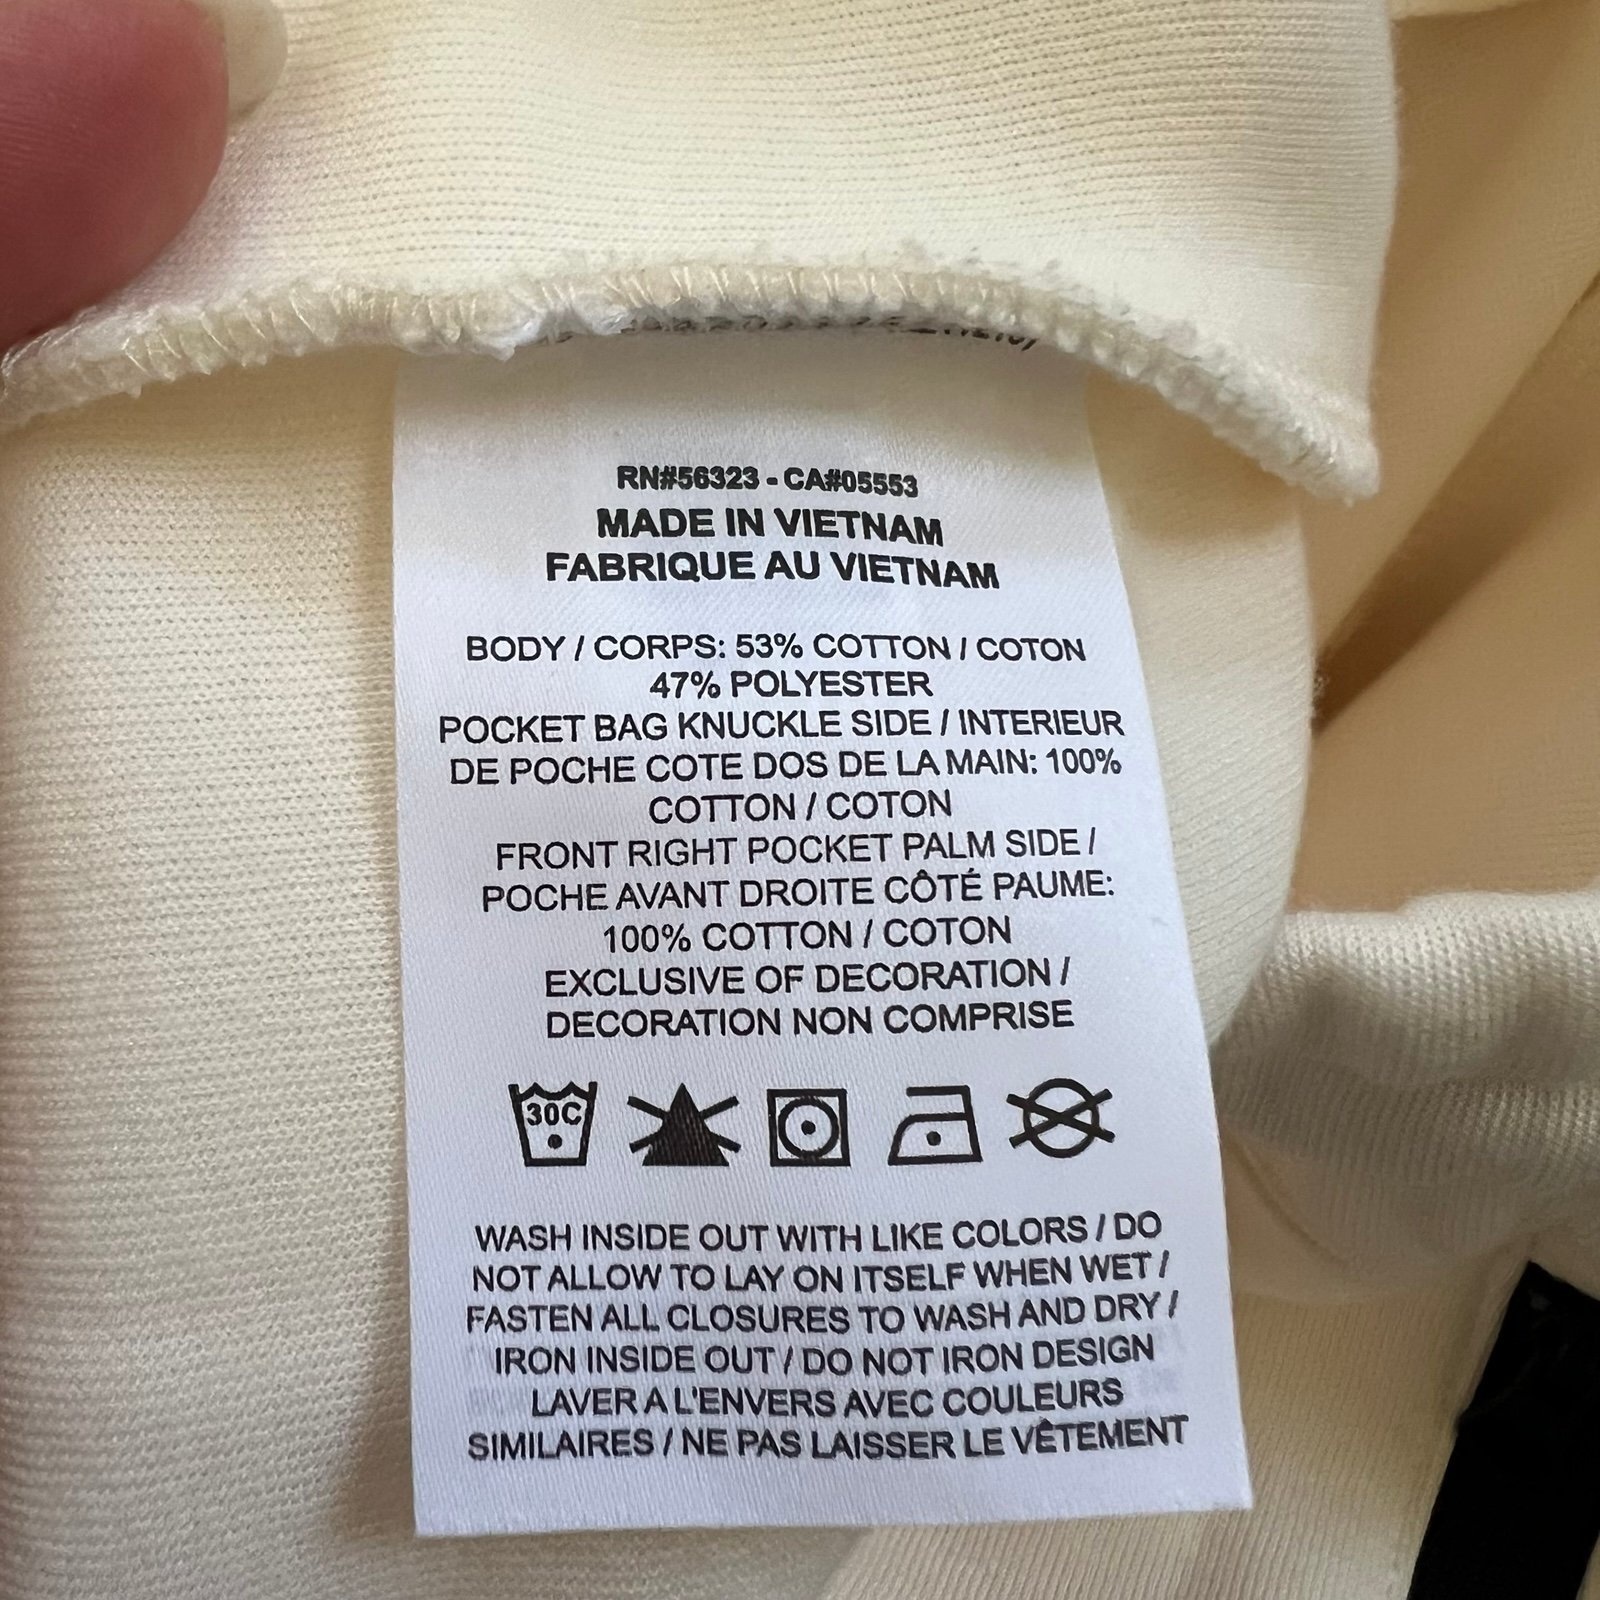 RN#56323 - CA#05553
MADE IN VIETNAM
FABRIQUE AU VIETNAM
BODY / CORPS: 53% COTTON / COTON
47% POLYESTER
POCKET BAG KNUCKLE SIDE / INTERIEUR
DE POCHE COTE DOS DE LA MAIN: 100%
COTTON / COTON
FRONT RIGHT POCKET PALM SIDE /
POCHE AVANT DROITE CÔTÉ PAUME:
100% COTTON / COTON
EXCLUSIVE OF DECORATION /
DECORATION NON COMPRISE
30C
WASH INSIDE OUT WITH LIKE COLORS / DO
NOT ALLOW TO LAY ON ITSELF WHEN WET /
FASTEN ALL CLOSURES TO WASH AND DRY /
IRON INSIDE OUT / DO NOT IRON DESIGN
LAVER A L'ENVERS AVEC COULEURS
SIMILAIRES / NE PAS LAISSER LE VÊTEMENT